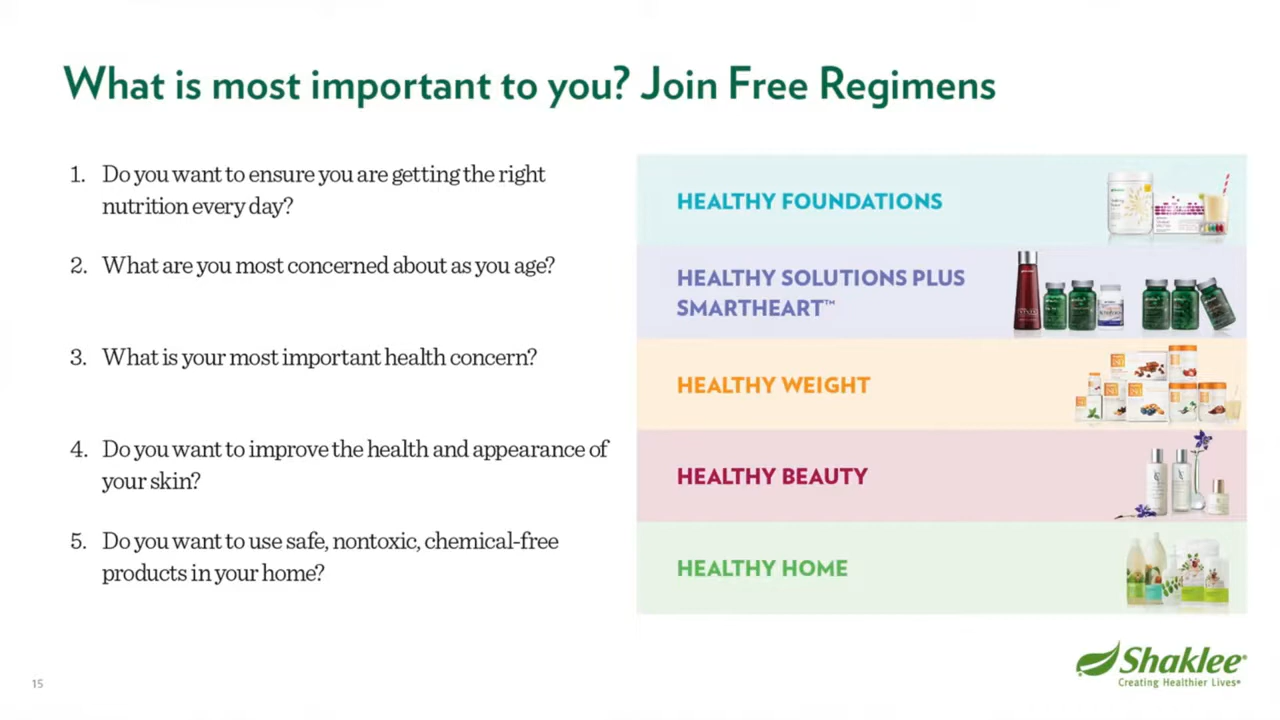 What is most important to you? Join Free Regimens
1. Do you want to ensure you are getting the right
nutrition every day?
2. What are you most concerned about as you age?
3. What is your most important health concern?
4. Do you want to improve the health and appearance of
your skin?
5. Do you want to use safe, nontoxic, chemical-free
products in your home?
HEALTHY FOUNDATIONS
HEALTHY SOLUTIONS PLUS
SMARTHEART™
HEALTHY WEIGHT
HEALTHY BEAUTY
HEALTHY HOME
15
Shaklee®
Creating Healthier Lives®